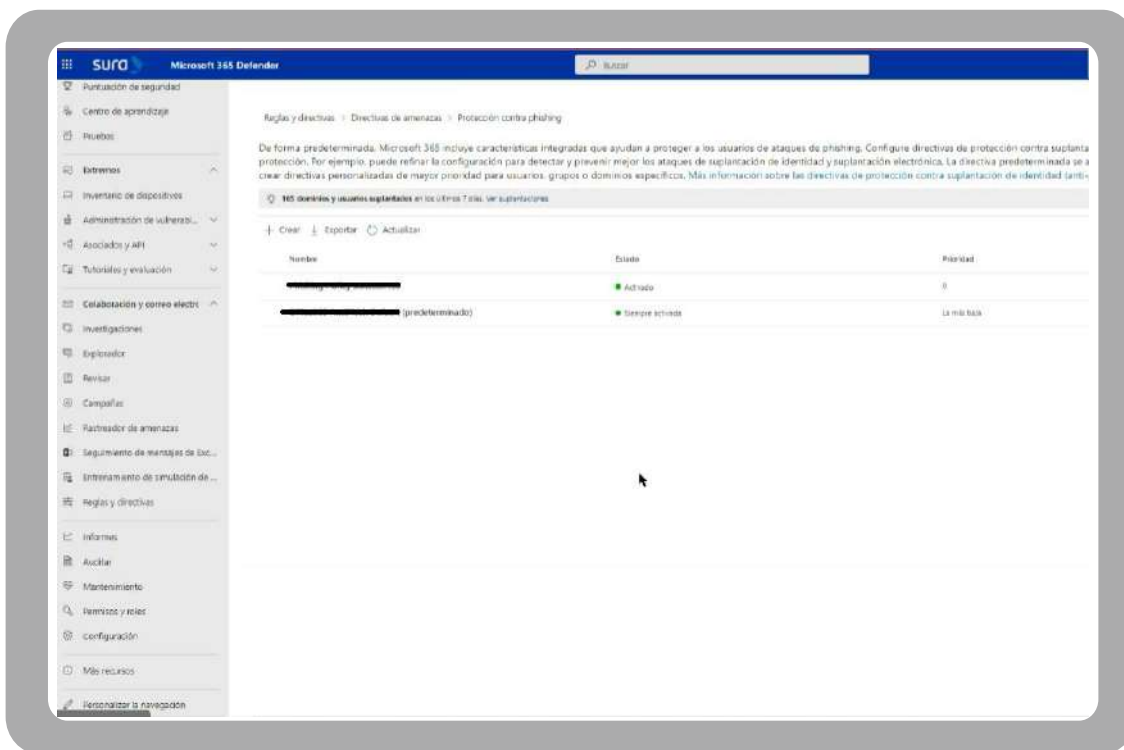 sura Microsoft 365 Defender Buscar
Puntuación de seguridad
Centro de aprendizaje
Pruebas
Extremos
Inventario de dispositivos
Administración de vulnerabi...
Asociados y API
Tutoriales y evaluación
Colaboración y correo electró
Investigaciones
Explorador
Revisar
Campañas
Rastreador de amenazas
Seguimiento de mensajes de Exc...
Entrenamiento de simulación de ...
Reglas y directivas
Informes
Auditar
Mantenimiento
Permisos y roles
Configuración
Más recursos
Personalizar la navegación
Reglas y directivas > Directivas de amenazas > Protección contra phishing
De forma predeterminada, Microsoft 365 incluye características integradas que ayudan a proteger a los usuarios de ataques de phishing. Configure directivas de protección contra suplanta
protección. Por ejemplo, puede refinar la configuración para detectar y prevenir mejor los ataques de suplantación de identidad y suplantación electrónica. La directiva predeterminada se a
crear directivas personalizadas de mayor prioridad para usuarios, grupos o dominios específicos. Más información sobre las directivas de protección contra suplantación de identidad (anti-
165 dominios y usuarios suplantados en los últimos 7 días. Ver suplantaciones
+ Crear Exportar Actualizar
Nombre Estado Prioridad
Activado 0
(predeterminado) Siempre activada La más baja